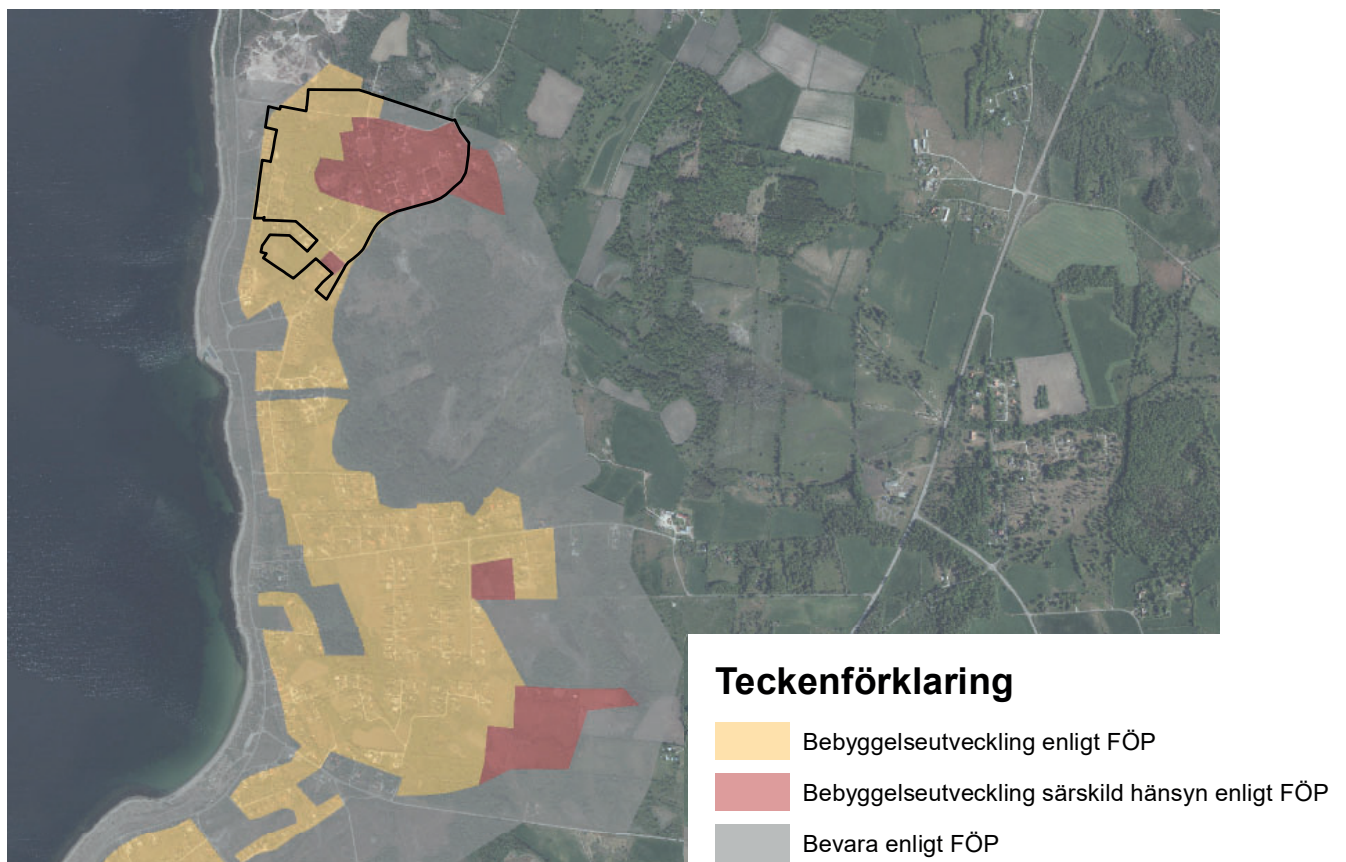 Teckenförklaring
Bebyggelseutveckling enligt FÖP
Bebyggelseutveckling särskild hänsyn enligt FÖP
Bevara enligt FÖP